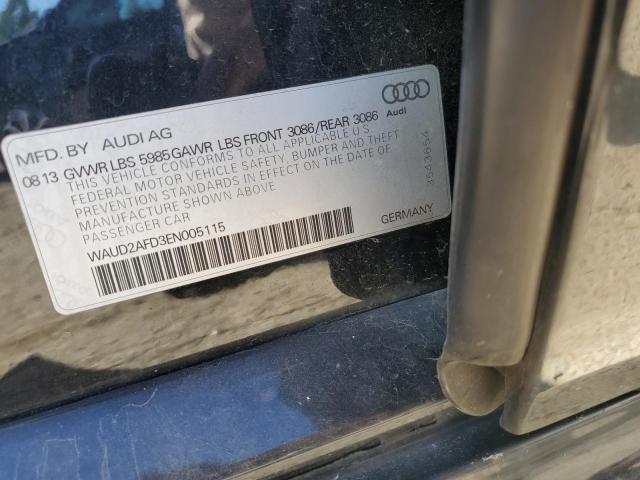 MFD. BY AUDI AG
Audi
08 13 GVWR LBS 5985 GAWR LBS FRONT 3086/REAR 3086
THIS VEHICLE CONFORMS TO ALL APPLICABLE U.S.
FEDERAL MOTOR VEHICLE SAFETY, BUMPER AND THEFT
PREVENTION STANDARDS IN EFFECT ON THE DATE OF
MANUFACTURE SHOWN ABOVE
PASSENGER CAR
WAUD2AFD3EN005115
GERMANY
3543654